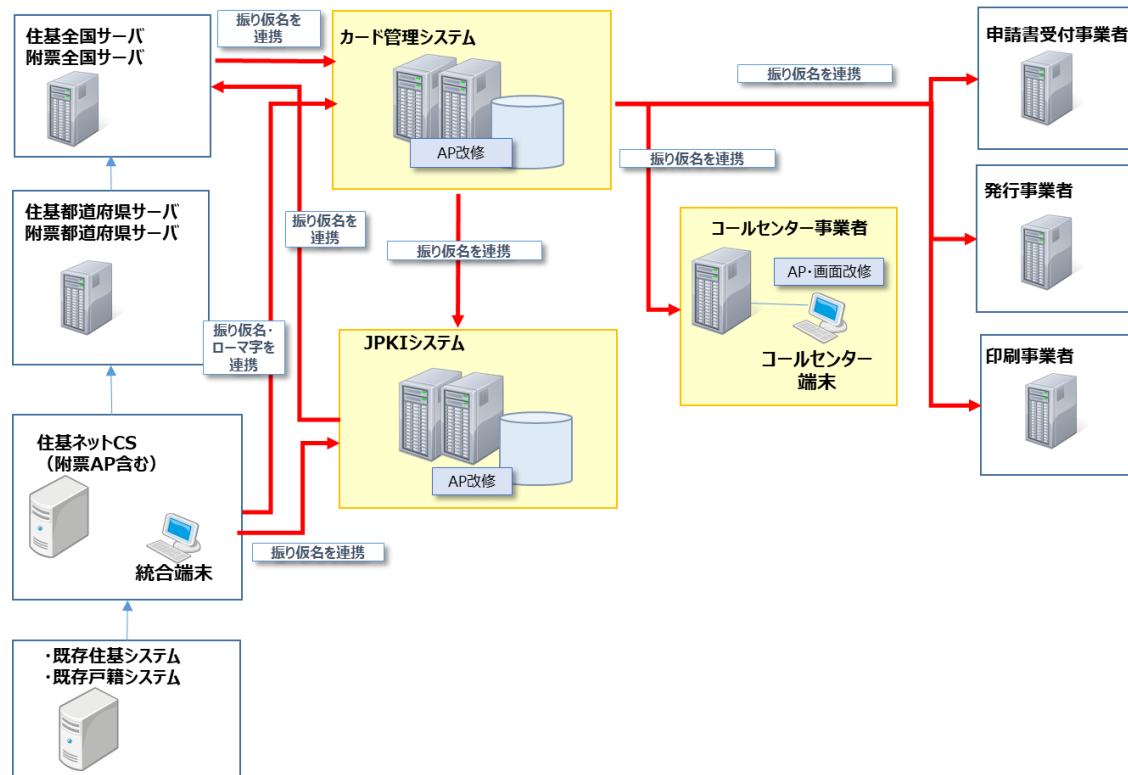 住基全国サーバ
附票全国サーバ
振り仮名を
連携
カード管理システム
AP改修
振り仮名を連携
申請書受付事業者
住基都道府県サーバ
附票都道府県サーバ
振り仮名を
連携
振り仮名を連携
振り仮名を連携
発行事業者
コールセンター事業者
AP・画面改修
コールセンター
端末
振り仮名・
ローマ字を
連携
JPKIシステム
AP改修
印刷事業者
住基ネットCS
（附票AP含む）
統合端末
振り仮名を連携
・既存住基システム
・既存戸籍システム